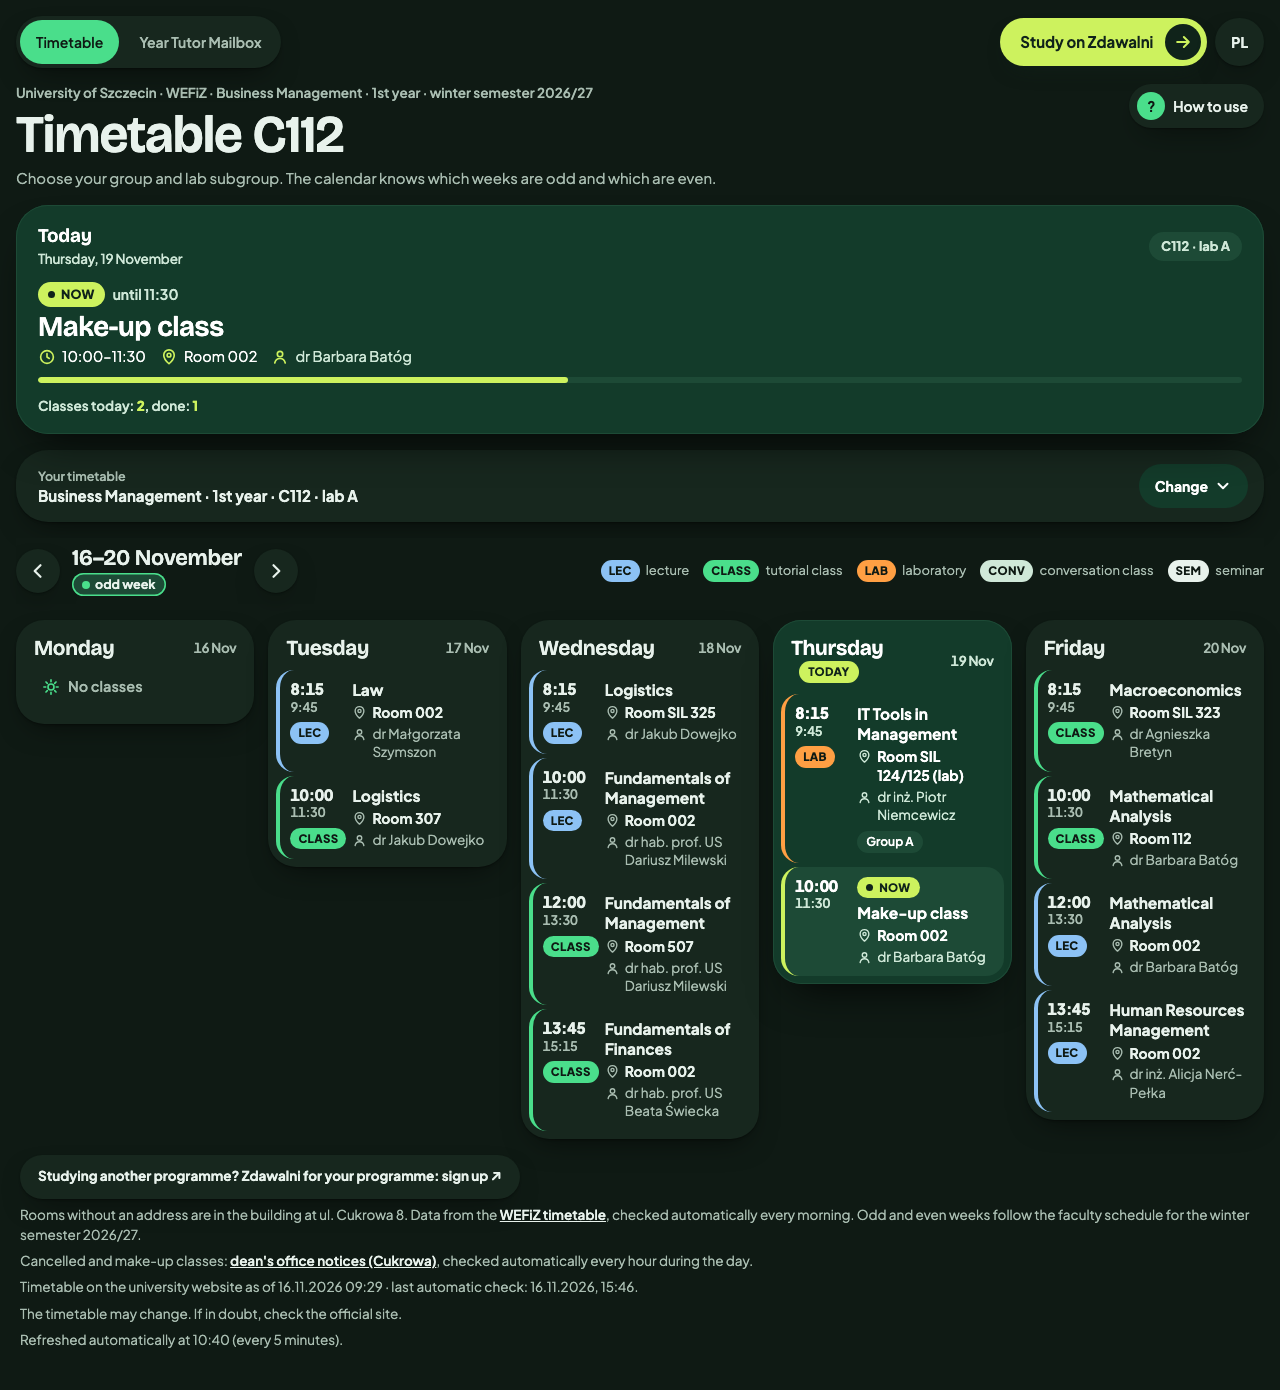 Timetable
Year Tutor Mailbox
Study on Zdawalni
PL
University of Szczecin · WEFiZ · Business Management · 1st year · winter semester 2026/27
? How to use
Timetable C112
Choose your group and lab subgroup. The calendar knows which weeks are odd and which are even.
Today
Thursday, 19 November
C112 · lab A
NOW until 11:30
Make-up class
10:00–11:30 Room 002 dr Barbara Batóg
Classes today: 2, done: 1
Your timetable
Business Management · 1st year · C112 · lab A
Change
16–20 November
odd week
LEC lecture CLASS tutorial class LAB laboratory CONV conversation class SEM seminar
Monday 16 Nov
No classes
Tuesday 17 Nov
8:15 Law
9:45 Room 002
LEC dr Małgorzata
Szymszon
10:00 Logistics
11:30 Room 307
CLASS dr Jakub Dowejko
Wednesday 18 Nov
8:15 Logistics
9:45 Room SIL 325
LEC dr Jakub Dowejko
10:00 Fundamentals of
11:30 Management
LEC Room 002
dr hab. prof. US
Dariusz Milewski
12:00 Fundamentals of
13:30 Management
CLASS Room 507
dr hab. prof. US
Dariusz Milewski
13:45 Fundamentals of
15:15 Finances
CLASS Room 002
dr hab. prof. US
Beata Świecka
Thursday 19 Nov
TODAY
8:15 IT Tools in
9:45 Management
LAB Room SIL
124/125 (lab)
dr inż. Piotr
Niemcewicz
Group A
10:00 NOW
11:30
Make-up class
Room 002
dr Barbara Batóg
Friday 20 Nov
8:15 Macroeconomics
9:45 Room SIL 323
CLASS dr Agnieszka
Bretyn
10:00 Mathematical
11:30 Analysis
CLASS Room 112
dr Barbara Batóg
12:00 Mathematical
13:30 Analysis
LEC Room 002
dr Barbara Batóg
13:45 Human Resources
15:15 Management
LEC Room 002
dr inż. Alicja Nerć-
Pełka
Studying another programme? Zdawalni for your programme: sign up ↗
Rooms without an address are in the building at ul. Cukrowa 8. Data from the WEFiZ timetable, checked automatically every morning. Odd and even weeks follow the faculty schedule for the winter
semester 2026/27.
Cancelled and make-up classes: dean's office notices (Cukrowa), checked automatically every hour during the day.
Timetable on the university website as of 16.11.2026 09:29 · last automatic check: 16.11.2026, 15:46.
The timetable may change. If in doubt, check the official site.
Refreshed automatically at 10:40 (every 5 minutes).